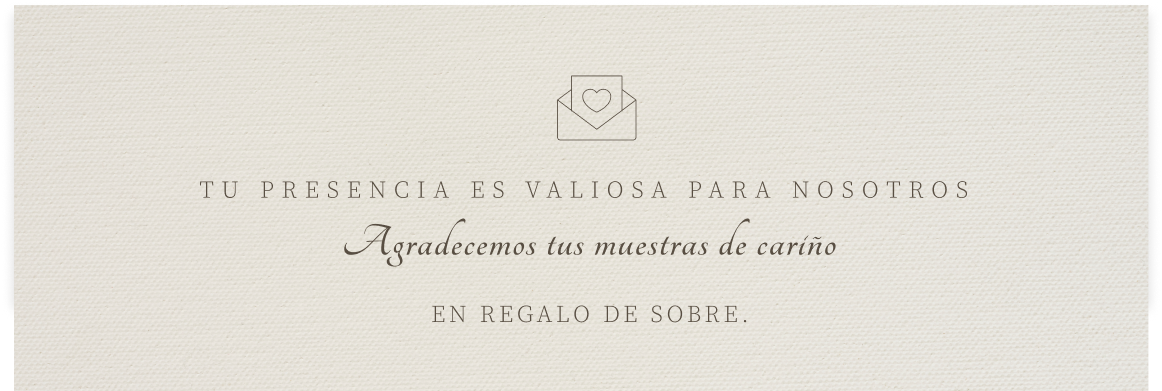 TU PRESENCIA ES VALIOSA PARA NOSOTROS
Agradecemos tus muestras de cariño
EN REGALO DE SOBRE.